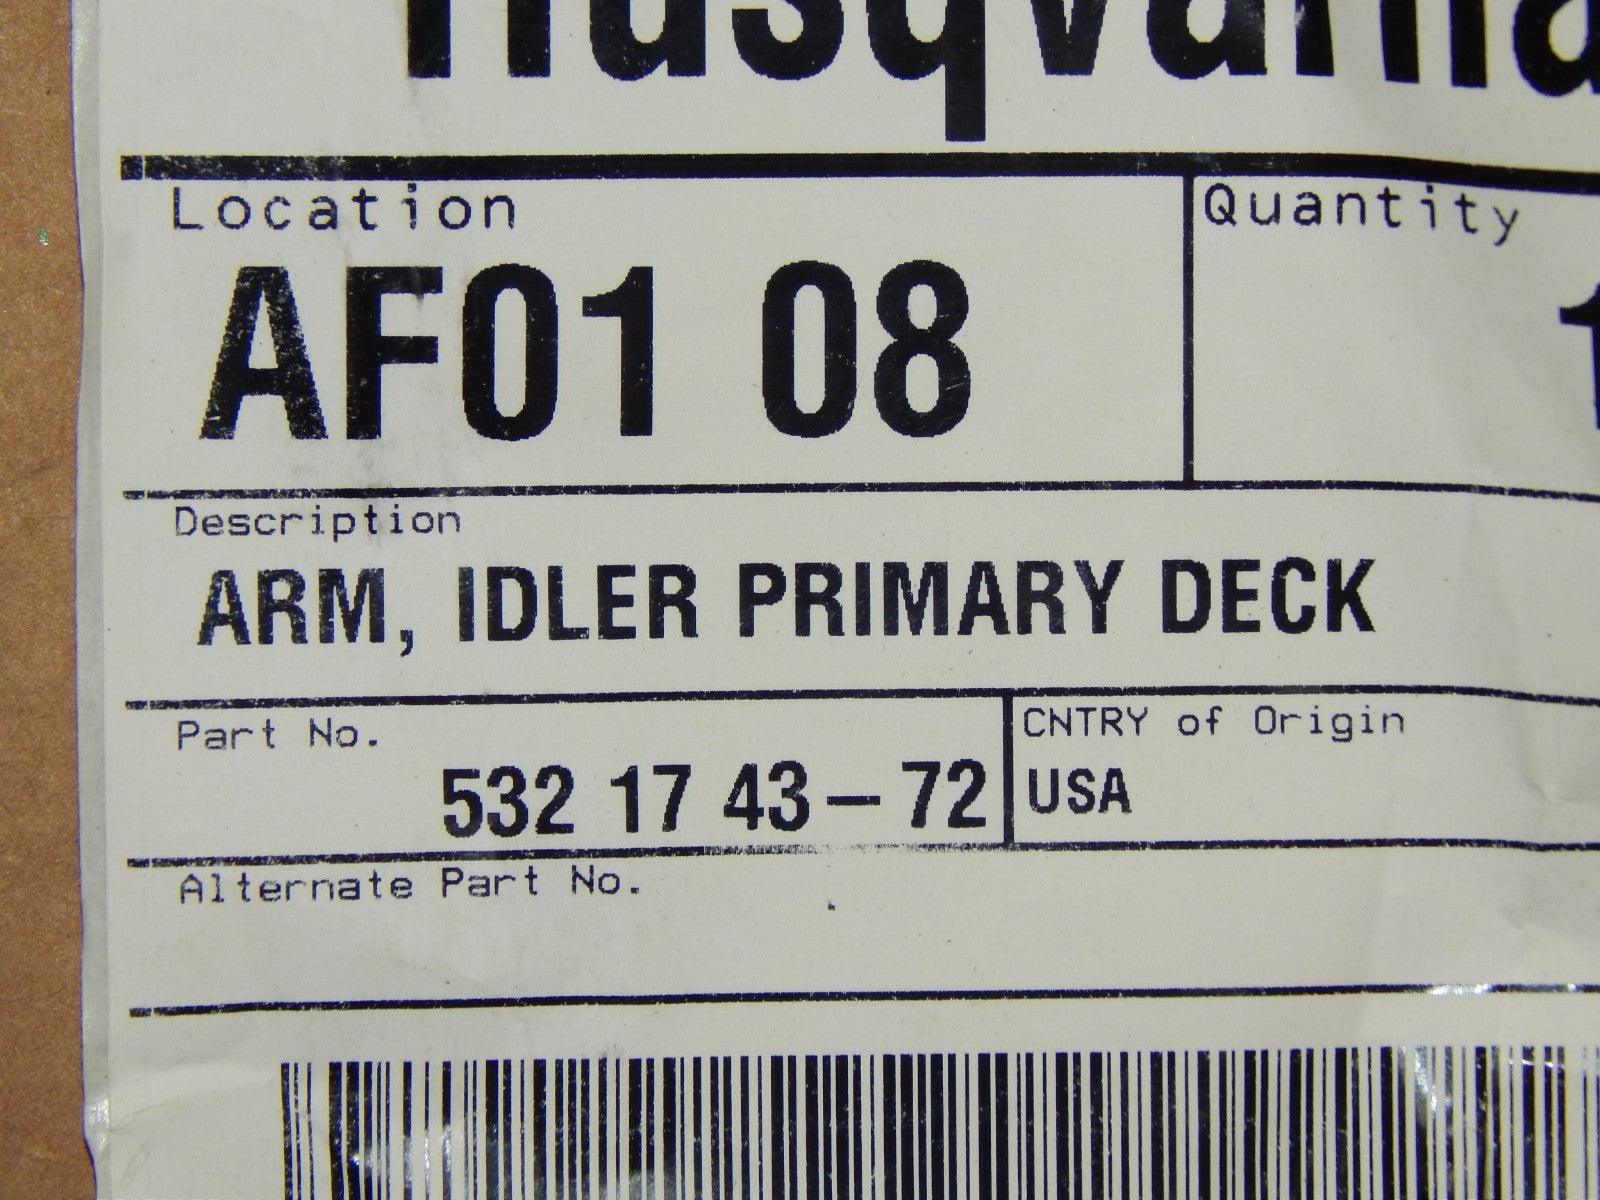 Husqvarna
Location
Quantity
AF01 08
Description
ARM, IDLER PRIMARY DECK
Part No.
CNTRY of Origin
532 17 43-72
USA
Alternate Part No.